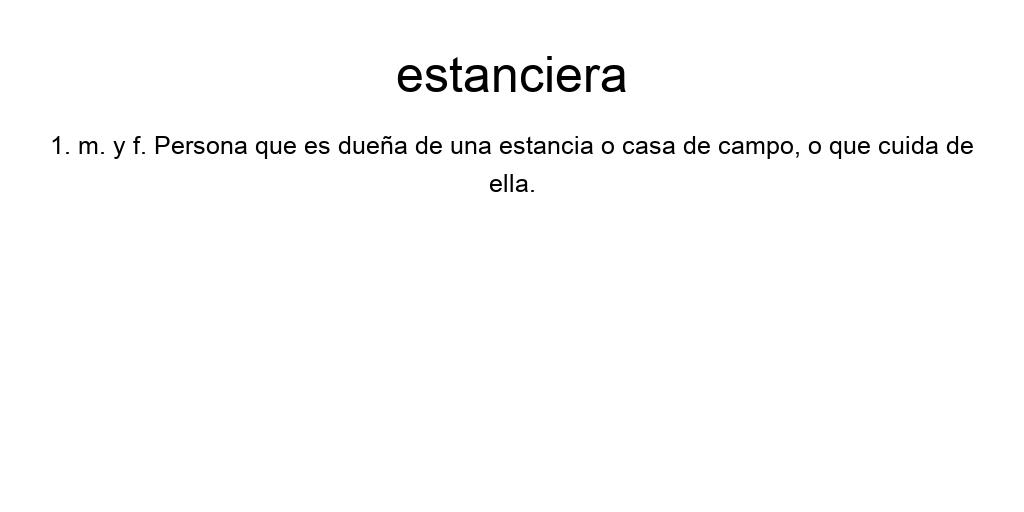 estanciera
1. m. y f. Persona que es dueña de una estancia o casa de campo, o que cuida de
ella.